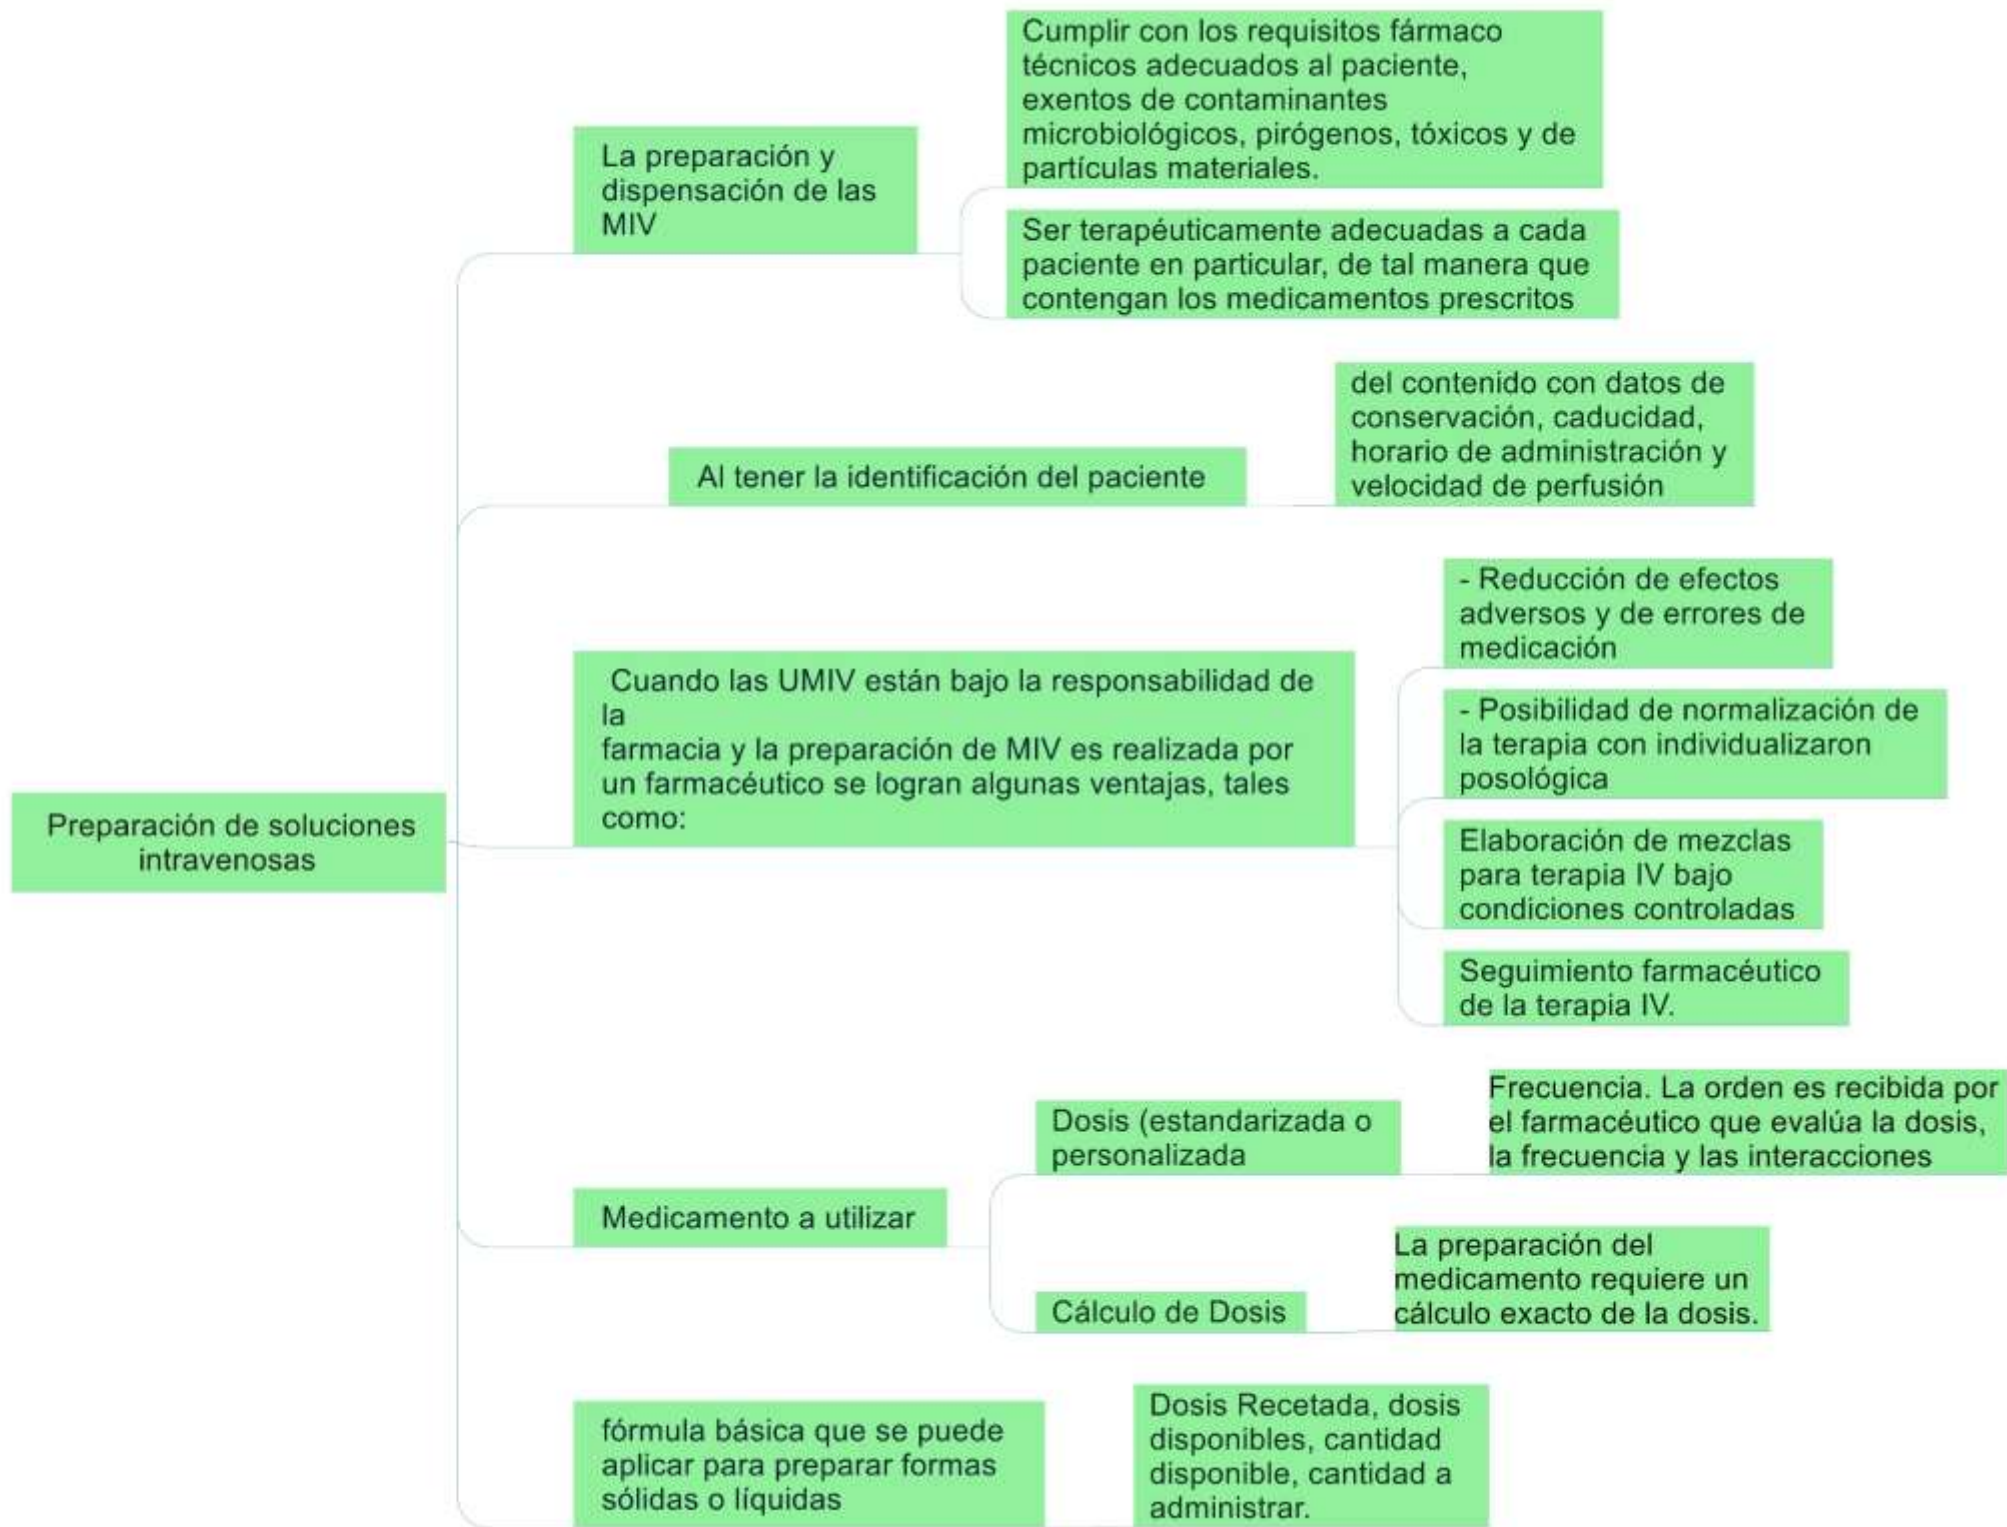 Preparación de soluciones
intravenosas
La preparación y
dispensación de las
MIV
Cumplir con los requisitos fármaco
técnicos adecuados al paciente,
exentos de contaminantes
microbiológicos, pirógenos, tóxicos y de
partículas materiales.
Ser terapéuticamente adecuadas a cada
paciente en particular, de tal manera que
contengan los medicamentos prescritos
Al tener la identificación del paciente
del contenido con datos de
conservación, caducidad,
horario de administración y
velocidad de perfusión
Cuando las UMIV están bajo la responsabilidad de
la
farmacia y la preparación de MIV es realizada por
un farmacéutico se logran algunas ventajas, tales
como:
- Reducción de efectos
adversos y de errores de
medicación
- Posibilidad de normalización de
la terapia con individualizaron
posológica
Elaboración de mezclas
para terapia IV bajo
condiciones controladas
Seguimiento farmacéutico
de la terapia IV.
Medicamento a utilizar
Dosis (estandarizada o
personalizada
Frecuencia. La orden es recibida por
el farmacéutico que evalúa la dosis,
la frecuencia y las interacciones
Cálculo de Dosis
La preparación del
medicamento requiere un
cálculo exacto de la dosis.
fórmula básica que se puede
aplicar para preparar formas
sólidas o líquidas
Dosis Recetada, dosis
disponibles, cantidad
disponible, cantidad a
administrar.